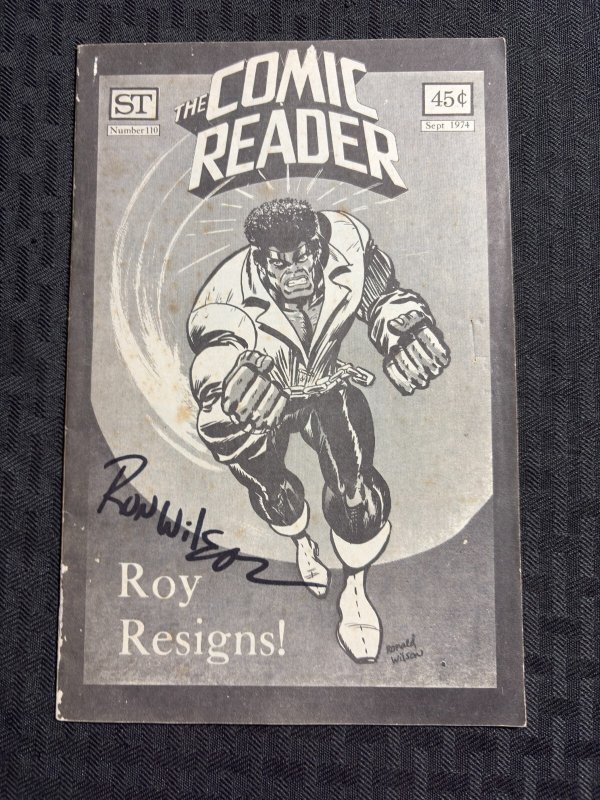 ST
Number 110
THE
COMIC
READER
45¢
Sept 1974
Ron Wilson
Roy
Resigns!
Ronald
Wilson